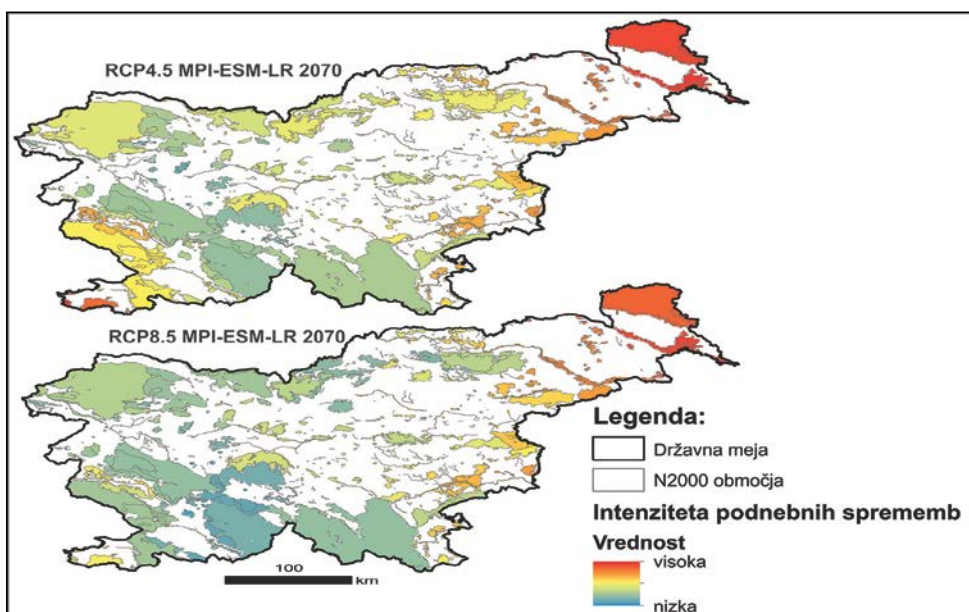 RCP4.5 MPI-ESM-LR 2070
RCP8.5 MPI-ESM-LR 2070
100
km
Legenda:
Državna meja
N2000 območja
Intenziteta podnebnih sprememb
Vrednost
visoka
nizka